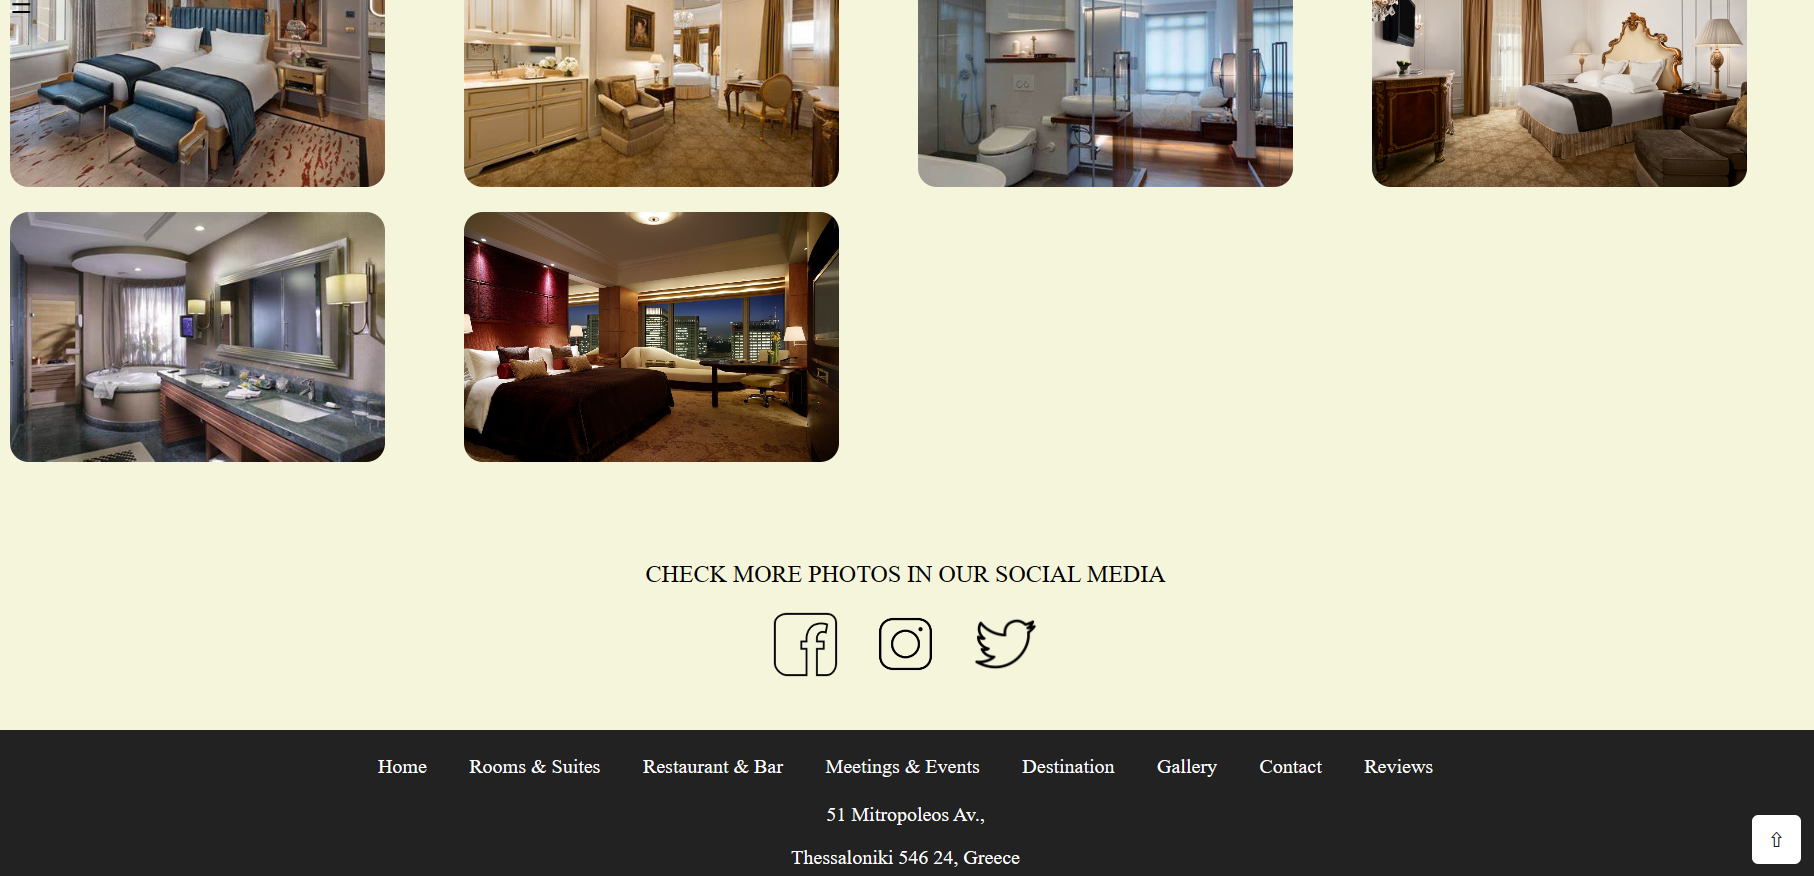 CHECK MORE PHOTOS IN OUR SOCIAL MEDIA
Home Rooms & Suites Restaurant & Bar Meetings & Events Destination Gallery Contact Reviews
51 Mitropoleos Av.,
Thessaloniki 546 24, Greece
⇧